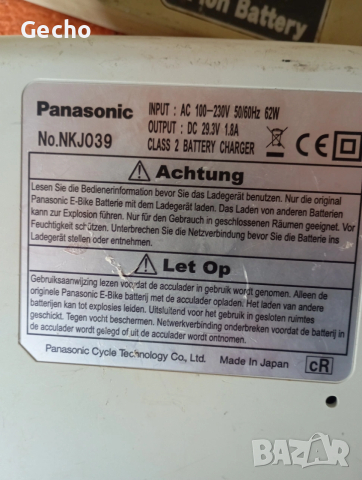 Gecho
Ion Battery
Panasonic
No.NKJ039
INPUT : AC 100-230V 50/60Hz 62W
OUTPUT : DC 29.3V 1.8A
CLASS 2 BATTERY CHARGER
CE
Achtung
Lesen Sie die Bedienerinformation bevor Sie das Ladegerät benutzen. Nur die original
Panasonic E-Bike Batterie mit dem Ladegerät laden. Das Laden von anderen Batterien
kann zur Explosion führen. Nur für den Gebrauch in geschlossenen Räumen geeignet. Vor
Feuchtigkeit schützen. Unterbrechen Sie die Netzverbindung bevor Sie die Batterie ins
Ladegerät stellen oder entnehmen.
Let Op
Gebruiksaanwijzing lezen voordat de acculader in gebruik wordt genomen. Alleen de
originele Panasonic E-Bike batterij met de acculader opladen. Het laden van andere
batterijen kan tot explosies leiden. Uitsluitend voor het gebruik in gesloten ruimtes
geschikt. Tegen vocht beschermen. Netwerkverbinding onderbreken voordat de batterij in
de acculader wordt gelegd of uit de acculader wordt genomen.
Panasonic Cycle Technology Co., Ltd. Made In Japan
cR
BAZAR